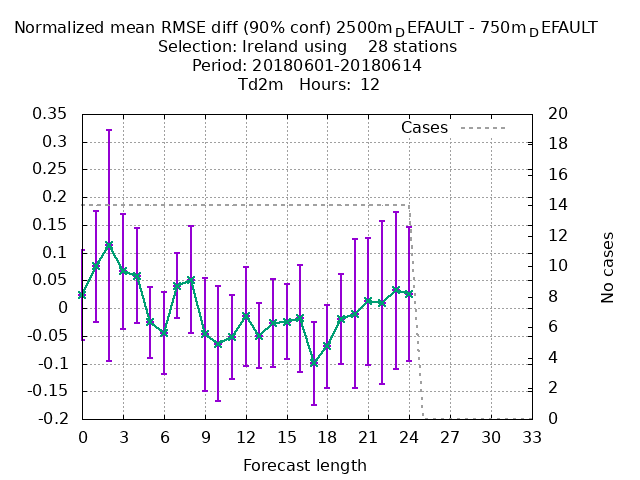 Normalized mean RMSE diff (90% conf) 2500m_DEFAULT - 750m_DEFAULT
Selection: Ireland using    28 stations
Period: 20180601-20180614
Td2m   Hours: 12
Cases
0.35
0.3
0.25
0.2
0.15
0.1
0.05
0
-0.05
-0.1
-0.15
-0.2
20
18
16
14
12
10
8
6
4
2
0
No cases
0 3 6 9 12 15 18 21 24 27 30 33
Forecast length